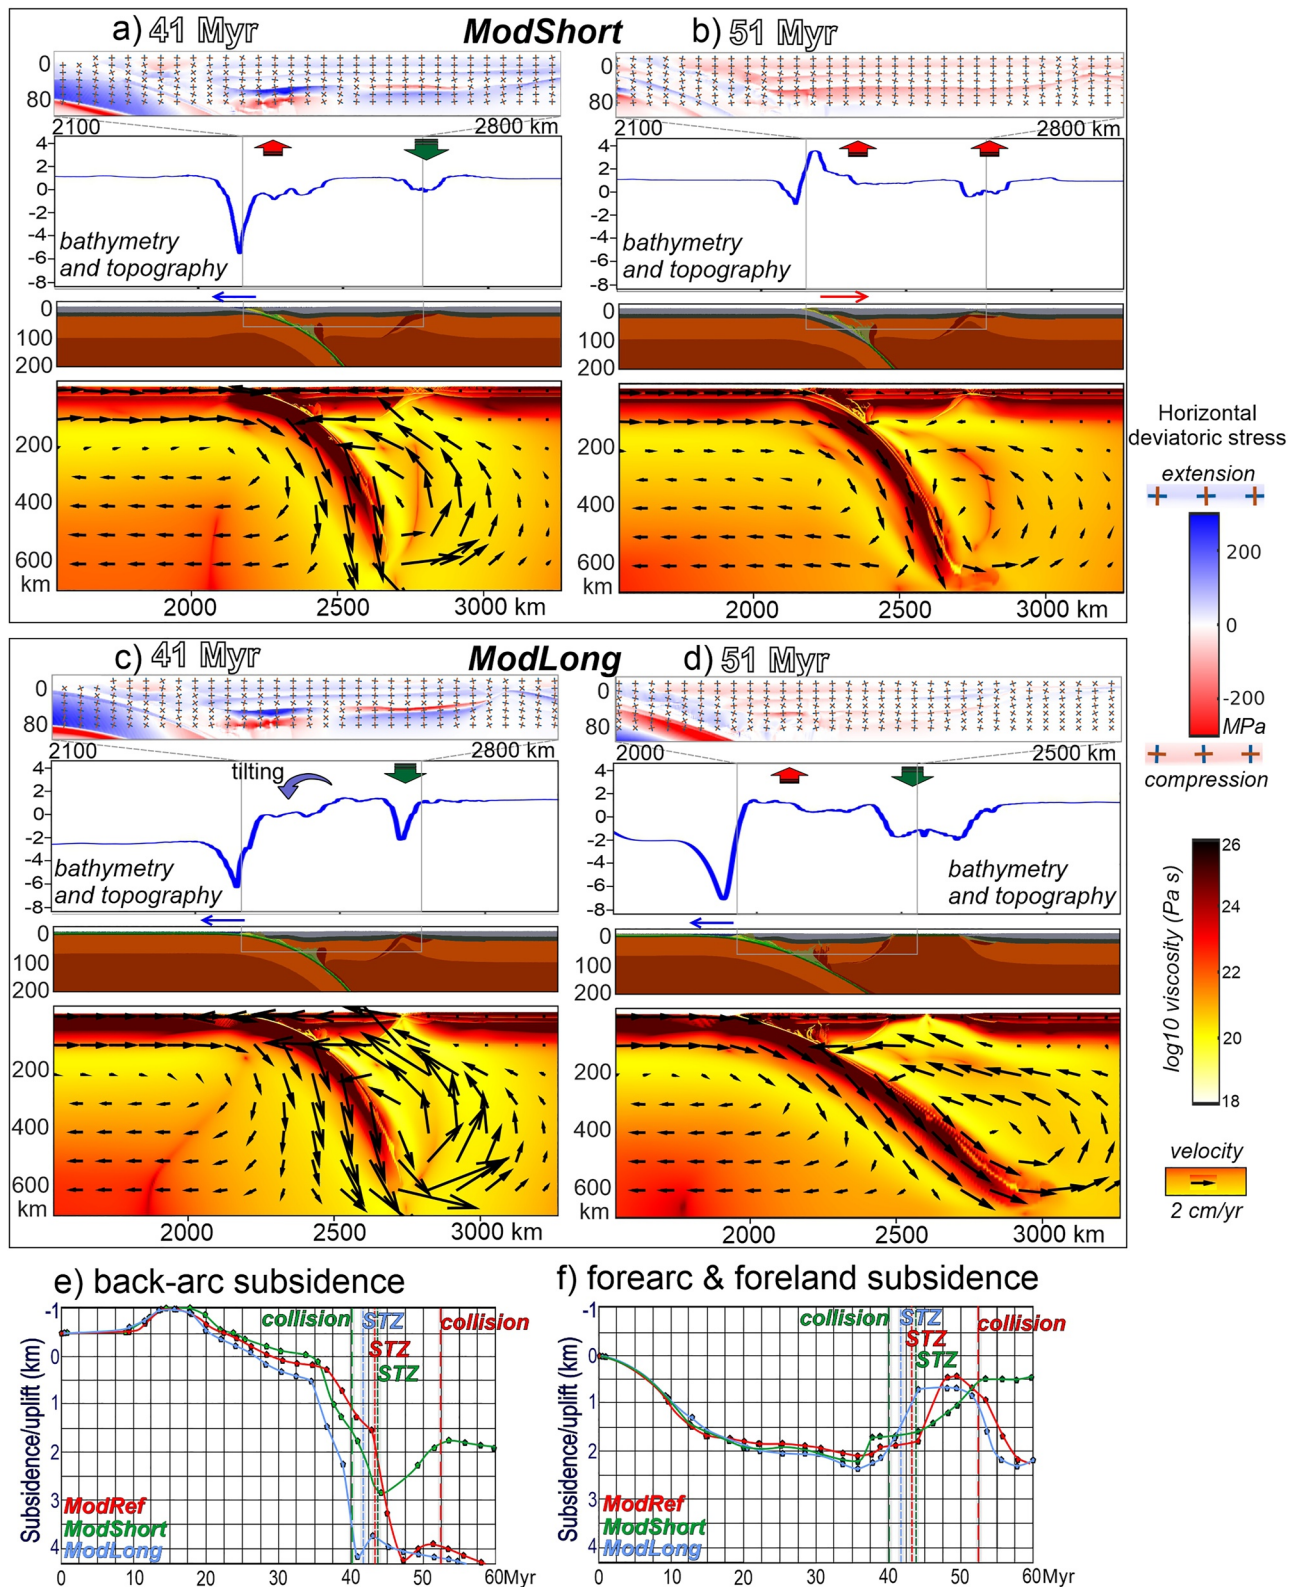 a) 41 Myr
ModShort
b) 51 Myr
0
80
2100
2800 km
0
80
2100
2800 km
4
2
0
-2
-4
-6
-8
bathymetry
and topography
4
2
0
-2
-4
-6
-8
bathymetry
and topography
0
100
200
0
100
200
200
400
600
km
2000
2500
3000 km
200
400
600
km
2000
2500
3000 km
Horizontal
deviatoric stress
extension
200
0
-200
MPa
compression
log10 viscosity (Pa s)
26
24
22
20
18
velocity
2 cm/yr
c) 41 Myr
ModLong
d) 51 Myr
0
80
2100
2800 km
0
80
2000
2500 km
4
2
0
-2
-4
-6
-8
tilting
bathymetry
and topography
4
2
0
-2
-4
-6
-8
bathymetry
and topography
0
100
200
0
100
200
200
400
600
km
2000
2500
3000 km
200
400
600
km
2000
2500
3000 km
e) back-arc subsidence
Subsidence/uplift (km)
-1
0
1
2
3
4
collision
STZ
STZ
STZ
collision
ModRef
ModShort
ModLong
0
10
20
30
40
50
60Myr
f) forearc & foreland subsidence
Subsidence/uplift (km)
-1
0
1
2
3
4
collision
STZ
STZ
STZ
collision
ModRef
ModShort
ModLong
0
10
20
30
40
50
60 Myr